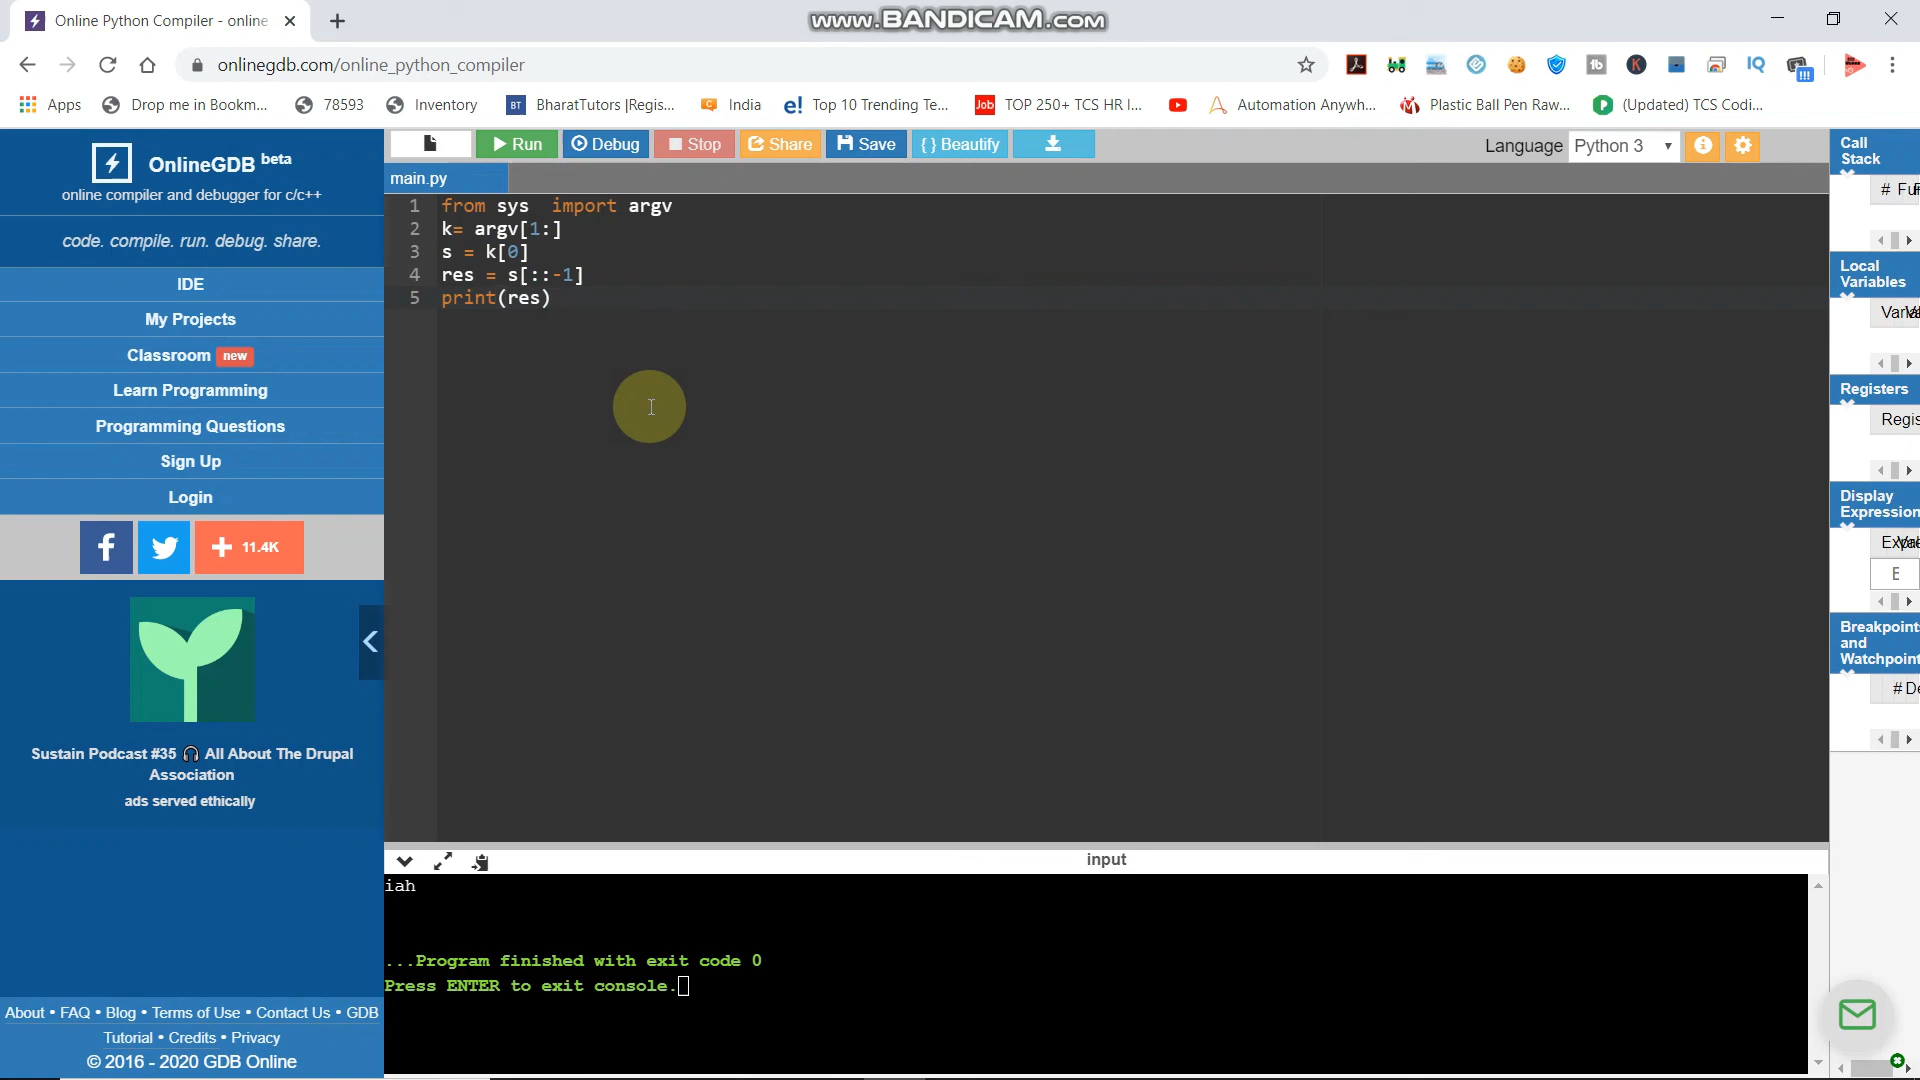 Online Python Compiler - online
www.BANDICAM.com
onlinegdb.com/online_python_compiler
Apps
Drop me in Bookm...
78593
Inventory
BT
BharatTutors |Regis...
India
e!
Top 10 Trending Te...
Job
TOP 250+ TCS HR I...
Automation Anywh...
Plastic Ball Pen Raw...
(Updated) TCS Codi...
OnlineGDB beta
online compiler and debugger for c/c++
code. compile. run. debug. share.
IDE
My Projects
Classroom new
Learn Programming
Programming Questions
Sign Up
Login
+ 11.4K
Sustain Podcast #35 🎧 All About The Drupal
Association
ads served ethically
About • FAQ • Blog • Terms of Use • Contact Us • GDB
Tutorial • Credits • Privacy
© 2016 - 2020 GDB Online
Run
Debug
Stop
Share
Save
{ } Beautify
Language
Python 3
main.py
1 from sys  import argv
2 k= argv[1:]
3 s = k[0]
4 res = s[::-1]
5 print(res)
input
iah
...Program finished with exit code 0
Press ENTER to exit console.
Call
Stack
# Fu
Local
Variables
Registers
Regis
Display
Expression
E
Breakpoint
and
Watchpoint
# De